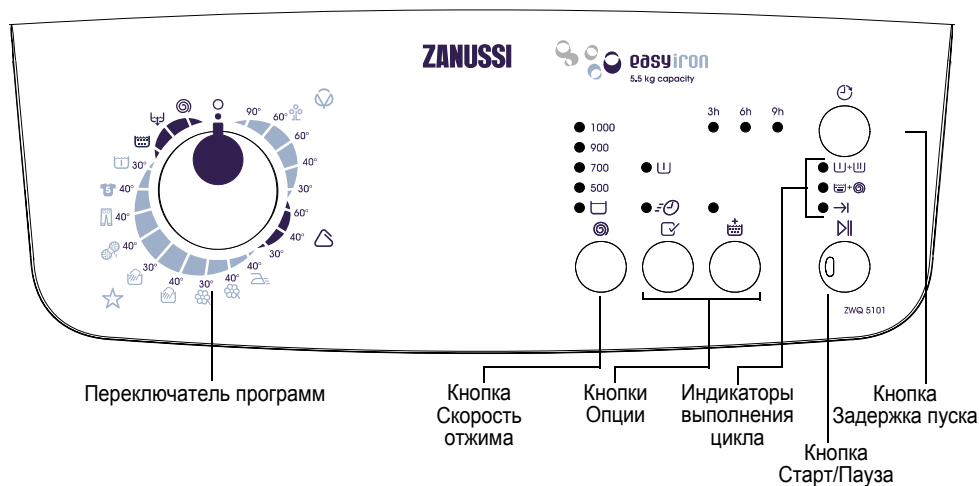 ZANUSSI
easyiron
5.5 kg capacity
3h 6h 9h
1000
900
700
500
90°
60°
60°
40°
30°
60°
40°
40°
40°
30°
40°
30°
40°
40°
40°
30°
5
ZWQ 5101
Переключатель программ
Кнопка
Скорость
отжима
Кнопки
Опции
Индикаторы
выполнения
цикла
Кнопка
Задержка пуска
Кнопка
Старт/Пауза